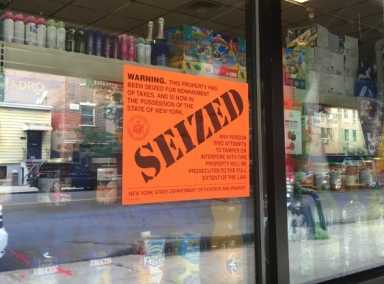 WARNING. THIS PROPERTY HAS
BEEN SEIZED FOR NONPAYMENT
OF TAXES, AND IS NOW IN
THE POSSESSION OF THE
STATE OF NEW YORK.
SEIZED
ANY PERSON
WHO ATTEMPTS
TO TAMPER OR
INTERFERE WITH THIS
PROPERTY WILL BE
PROSECUTED TO THE FULL
EXTENT OF THE LAW.
NEW YORK STATE DEPARTMENT OF TAXATION AND FINANCE